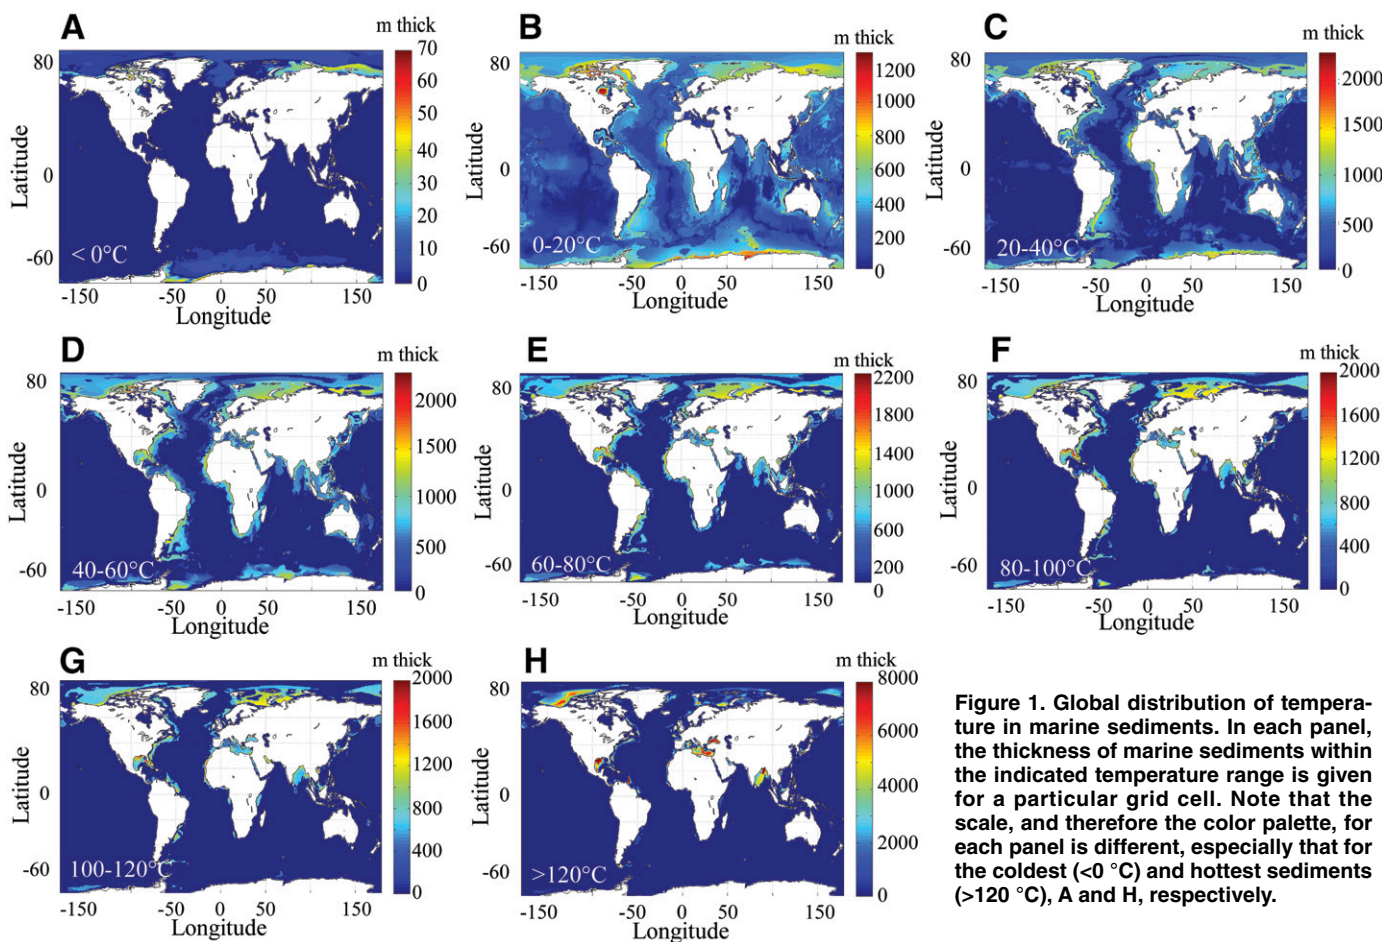 A
m thick
70
60
50
40
30
20
10
0
80
0
-60
Latitude
< 0°C
-150
-50
0
50
150
Longitude
B
m thick
1200
1000
800
600
400
200
0
80
0
-60
Latitude
0-20°C
-150
-50
0
50
150
Longitude
C
m thick
2000
1500
1000
500
0
80
0
-60
Latitude
20-40°C
-150
-50
0
50
150
Longitude
D
m thick
2000
1500
1000
500
0
80
0
-60
Latitude
40-60°C
-150
-50
0
50
150
Longitude
E
m thick
2200
2000
1800
1400
1000
600
200
0
80
0
-60
Latitude
60-80°C
-150
-50
0
50
150
Longitude
F
m thick
2000
1600
1200
800
400
0
80
0
-60
Latitude
80-100°C
-150
-50
0
50
150
Longitude
G
m thick
2000
1600
1200
800
400
0
80
0
-60
Latitude
100-120°C
-150
-50
0
50
150
Longitude
H
m thick
8000
6000
4000
2000
0
80
0
-60
Latitude
>120°C
-150
-50
0
50
150
Longitude
Figure 1. Global distribution of tempera-
ture in marine sediments. In each panel,
the thickness of marine sediments within
the indicated temperature range is given
for a particular grid cell. Note that the
scale, and therefore the color palette, for
each panel is different, especially that for
the coldest (<0 °C) and hottest sediments
(>120 °C), A and H, respectively.